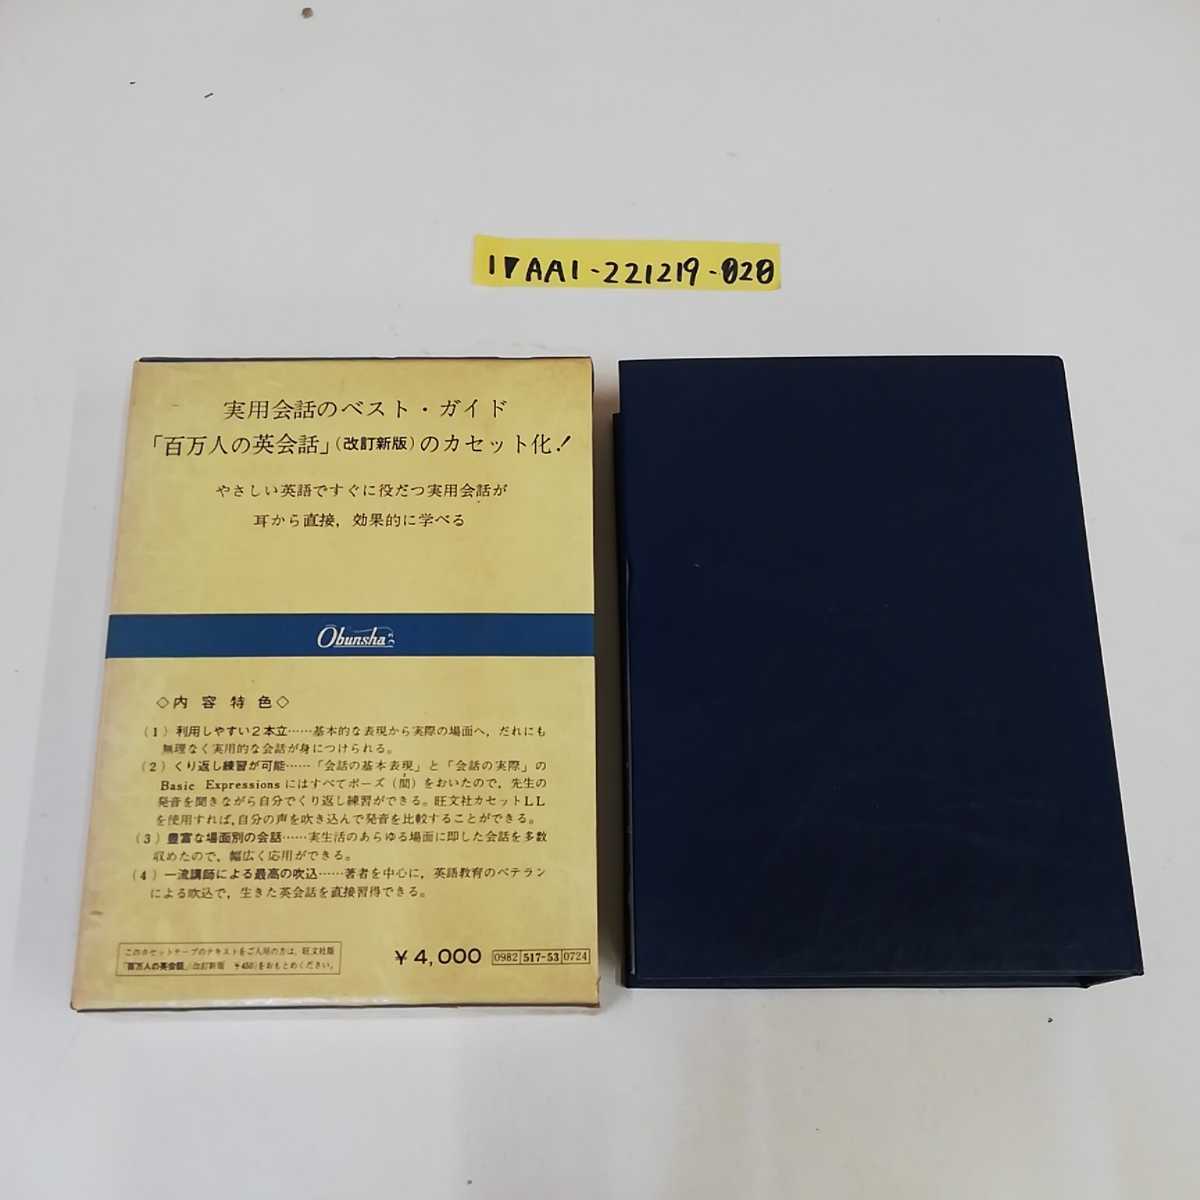 1▼AA1-221219-020
実用会話のベスト・ガイド
「百万人の英会話」(改訂新版)のカセット化!
やさしい英語ですぐに役だつ実用会話が
耳から直接，効果的に学べる
Obunsha
◇内容特色◇
(1) 利用しやすい2本立……基本的な表現から実際の場面へ，だれにも
無理なく実用的な会話が身につけられる。
(2) くり返し練習が可能……「会話の基本表現」と「会話の実際」の
Basic Expressionsにはすべてポーズ (間) をおいたので，先生の
発音を聞きながら自分でくり返し練習ができる。旺文社カセットLL
を使用すれば，自分の声を吹き込んで発音を比較することができる。
(3) 豊富な場面別の会話……実生活のあらゆる場面に即した会話を多数
収めたので，幅広く応用ができる。
(4) 一流講師による最高の吹込……著者を中心に，英語教育のベテラン
による吹込で，生きた英会話を直接習得できる。
このカセットテープのテキストをご入用の方は，旺文社版
「百万人の英会話」(改訂新版 ￥450)をおもとめください。
￥4,000 0982 517-53 0724